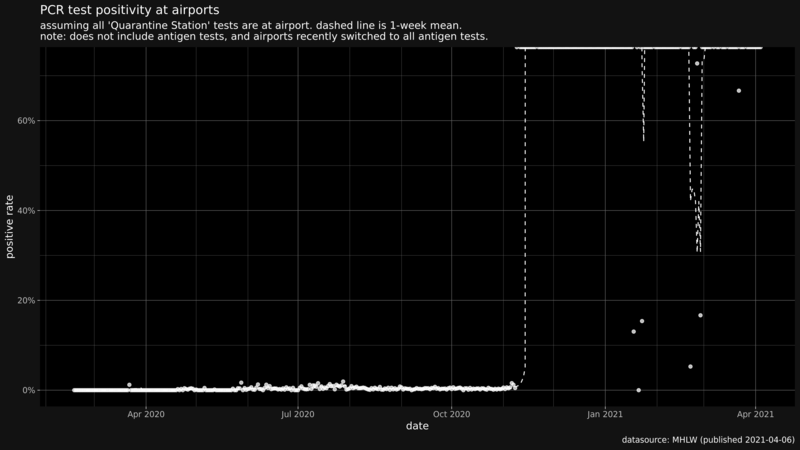 PCR test positivity at airports
assuming all 'Quarantine Station' tests are at airport. dashed line is 1-week mean.
note: does not include antigen tests, and airports recently switched to all antigen tests.
60%
40%
20%
0%
positive rate
Apr 2020
Jul 2020
Oct 2020
Jan 2021
Apr 2021
date
datasource: MHLW (published 2021-04-06)